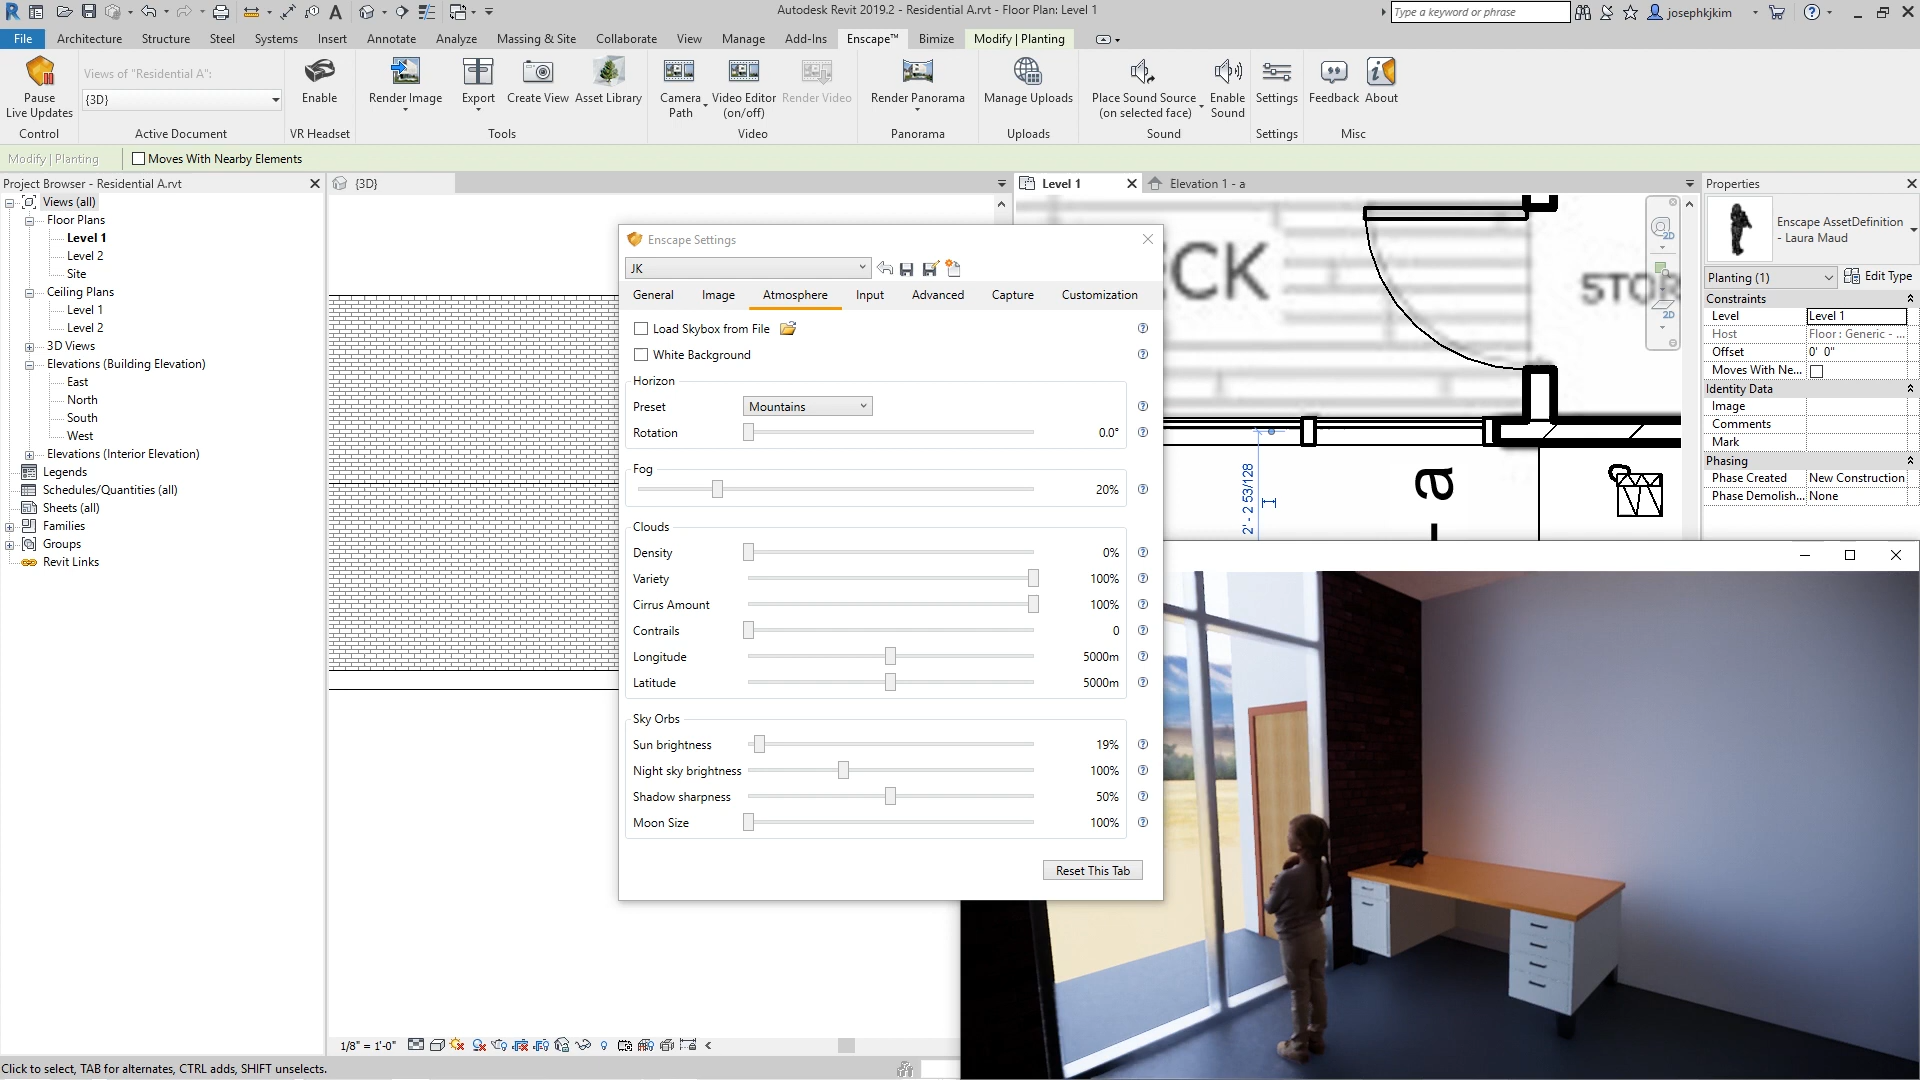 Autodesk Revit 2019.2 - Residential A.rvt - Floor Plan: Level 1
Type a keyword or phrase
josephkjkim
File Architecture Structure Steel Systems Insert Annotate Analyze Massing & Site Collaborate View Manage Add-Ins Enscape™ Bimize Modify | Planting
Pause
Live Updates
Control
Views of "Residential A":
{3D}
Active Document
Enable
VR Headset
Render Image Export Create View Asset Library
Tools
Camera
Path
Video Editor
(on/off)
Render Video
Video
Render Panorama
Panorama
Manage Uploads
Uploads
Place Sound Source
(on selected face)
Enable
Sound
Sound
Settings
Settings
Feedback About
Misc
Modify | Planting Moves With Nearby Elements
Project Browser - Residential A.rvt
Views (all)
Floor Plans
Level 1
Level 2
Site
Ceiling Plans
Level 1
Level 2
3D Views
Elevations (Building Elevation)
East
North
South
West
Elevations (Interior Elevation)
Legends
Schedules/Quantities (all)
Sheets (all)
Families
Groups
Revit Links
{3D}
Level 1
Elevation 1 - a
Enscape Settings
JK
General Image Atmosphere Input Advanced Capture Customization
Load Skybox from File
White Background
Horizon
Preset Mountains
Rotation 0.0°
Fog
20%
Clouds
Density 0%
Variety 100%
Cirrus Amount 100%
Contrails 0
Longitude 5000m
Latitude 5000m
Sky Orbs
Sun brightness 19%
Night sky brightness 100%
Shadow sharpness 50%
Moon Size 100%
Reset This Tab
CK
STOR
2D
2D
2' - 2 53/128
- a
Properties
Enscape AssetDefinition
- Laura Maud
Planting (1) Edit Type
Constraints
Level Level 1
Host Floor : Generic - ...
Offset 0' 0"
Moves With Ne...
Identity Data
Image
Comments
Mark
Phasing
Phase Created New Construction
Phase Demolish... None
1/8" = 1'-0"
Click to select, TAB for alternates, CTRL adds, SHIFT unselects.